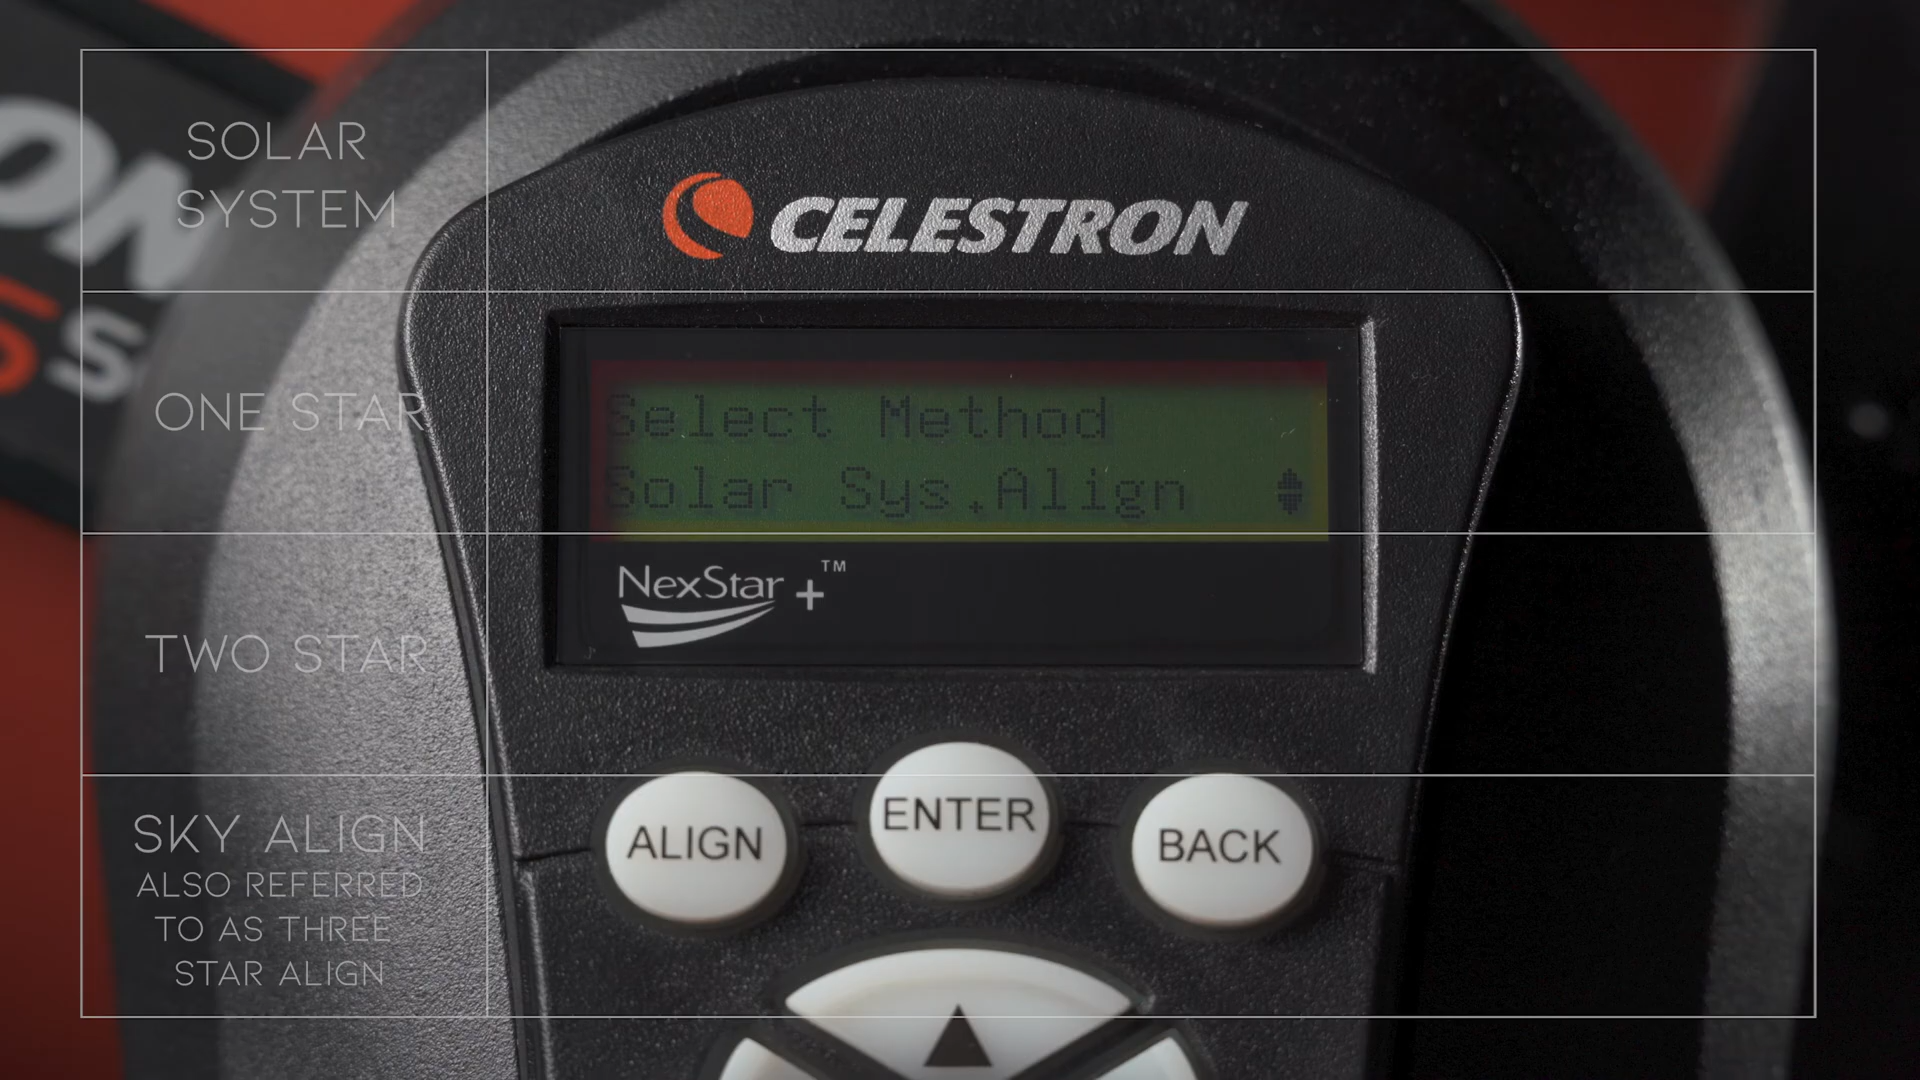 SOLAR
SYSTEM
ONE STAR
TWO STAR
SKY ALIGN
ALSO REFERRED
TO AS THREE
STAR ALIGN
ON
S
CELESTRON
Select Method
Solar Sys.Align
NexStar +™
ALIGN
ENTER
BACK